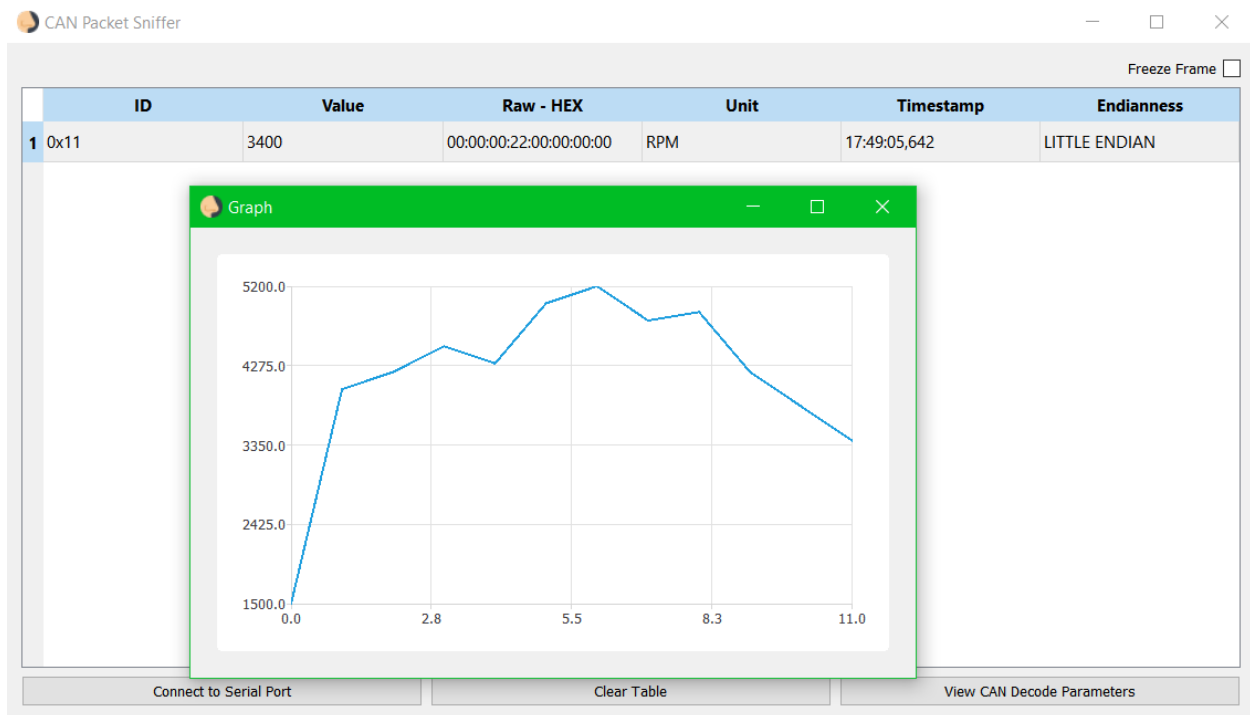 CAN Packet Sniffer
Freeze Frame
ID Value Raw - HEX Unit Timestamp Endianness
1 0x11 3400 00:00:00:22:00:00:00:00 RPM 17:49:05,642 LITTLE ENDIAN
Graph
5200.0
4275.0
3350.0
2425.0
1500.0
0.0 2.8 5.5 8.3 11.0
Connect to Serial Port Clear Table View CAN Decode Parameters